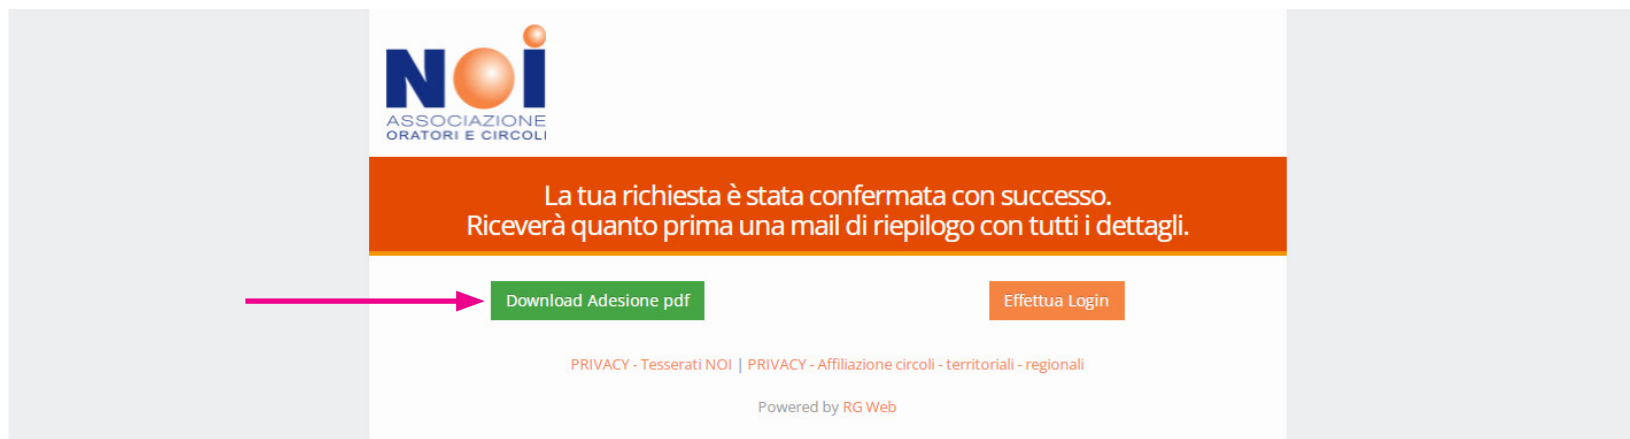 NOi
ASSOCIAZIONE
ORATORI E CIRCOLI
La tua richiesta è stata confermata con successo.
Riceverà quanto prima una mail di riepilogo con tutti i dettagli.
Download Adesione pdf
Effettua Login
PRIVACY - Tesserati NOI | PRIVACY - Affiliazione circoli - territoriali - regionali
Powered by RG Web